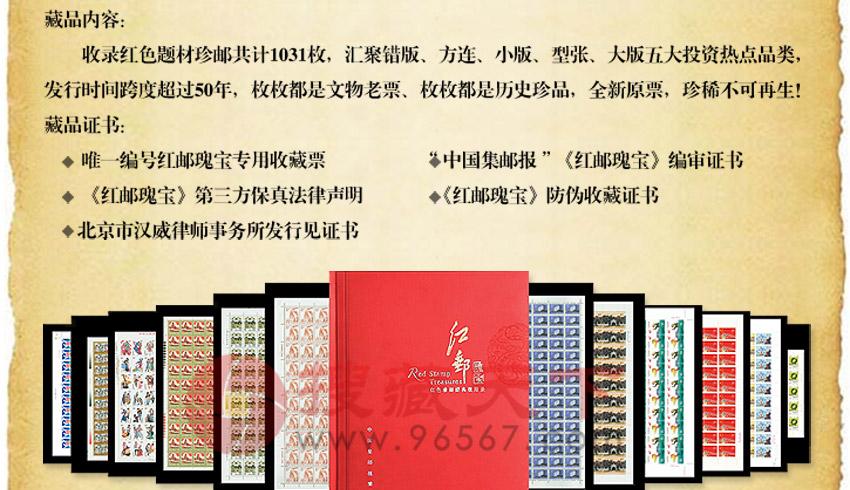 藏品内容：
收录红色题材珍邮共计1031枚，汇聚错版、方连、小版、型张、大版五大投资热点品类，
发行时间跨度超过50年，枚枚都是文物老票、枚枚都是历史珍品，全新原票，珍稀不可再生！
藏品证书：
◆ 唯一编号红邮瑰宝专用收藏票
◆“中国集邮报 ”《红邮瑰宝》编审证书
◆ 《红邮瑰宝》第三方保真法律声明
◆《红邮瑰宝》防伪收藏证书
◆ 北京市汉威律师事务所发行见证书
红邮
Red Stamp
Treasures
搜藏天下
www.96567.com